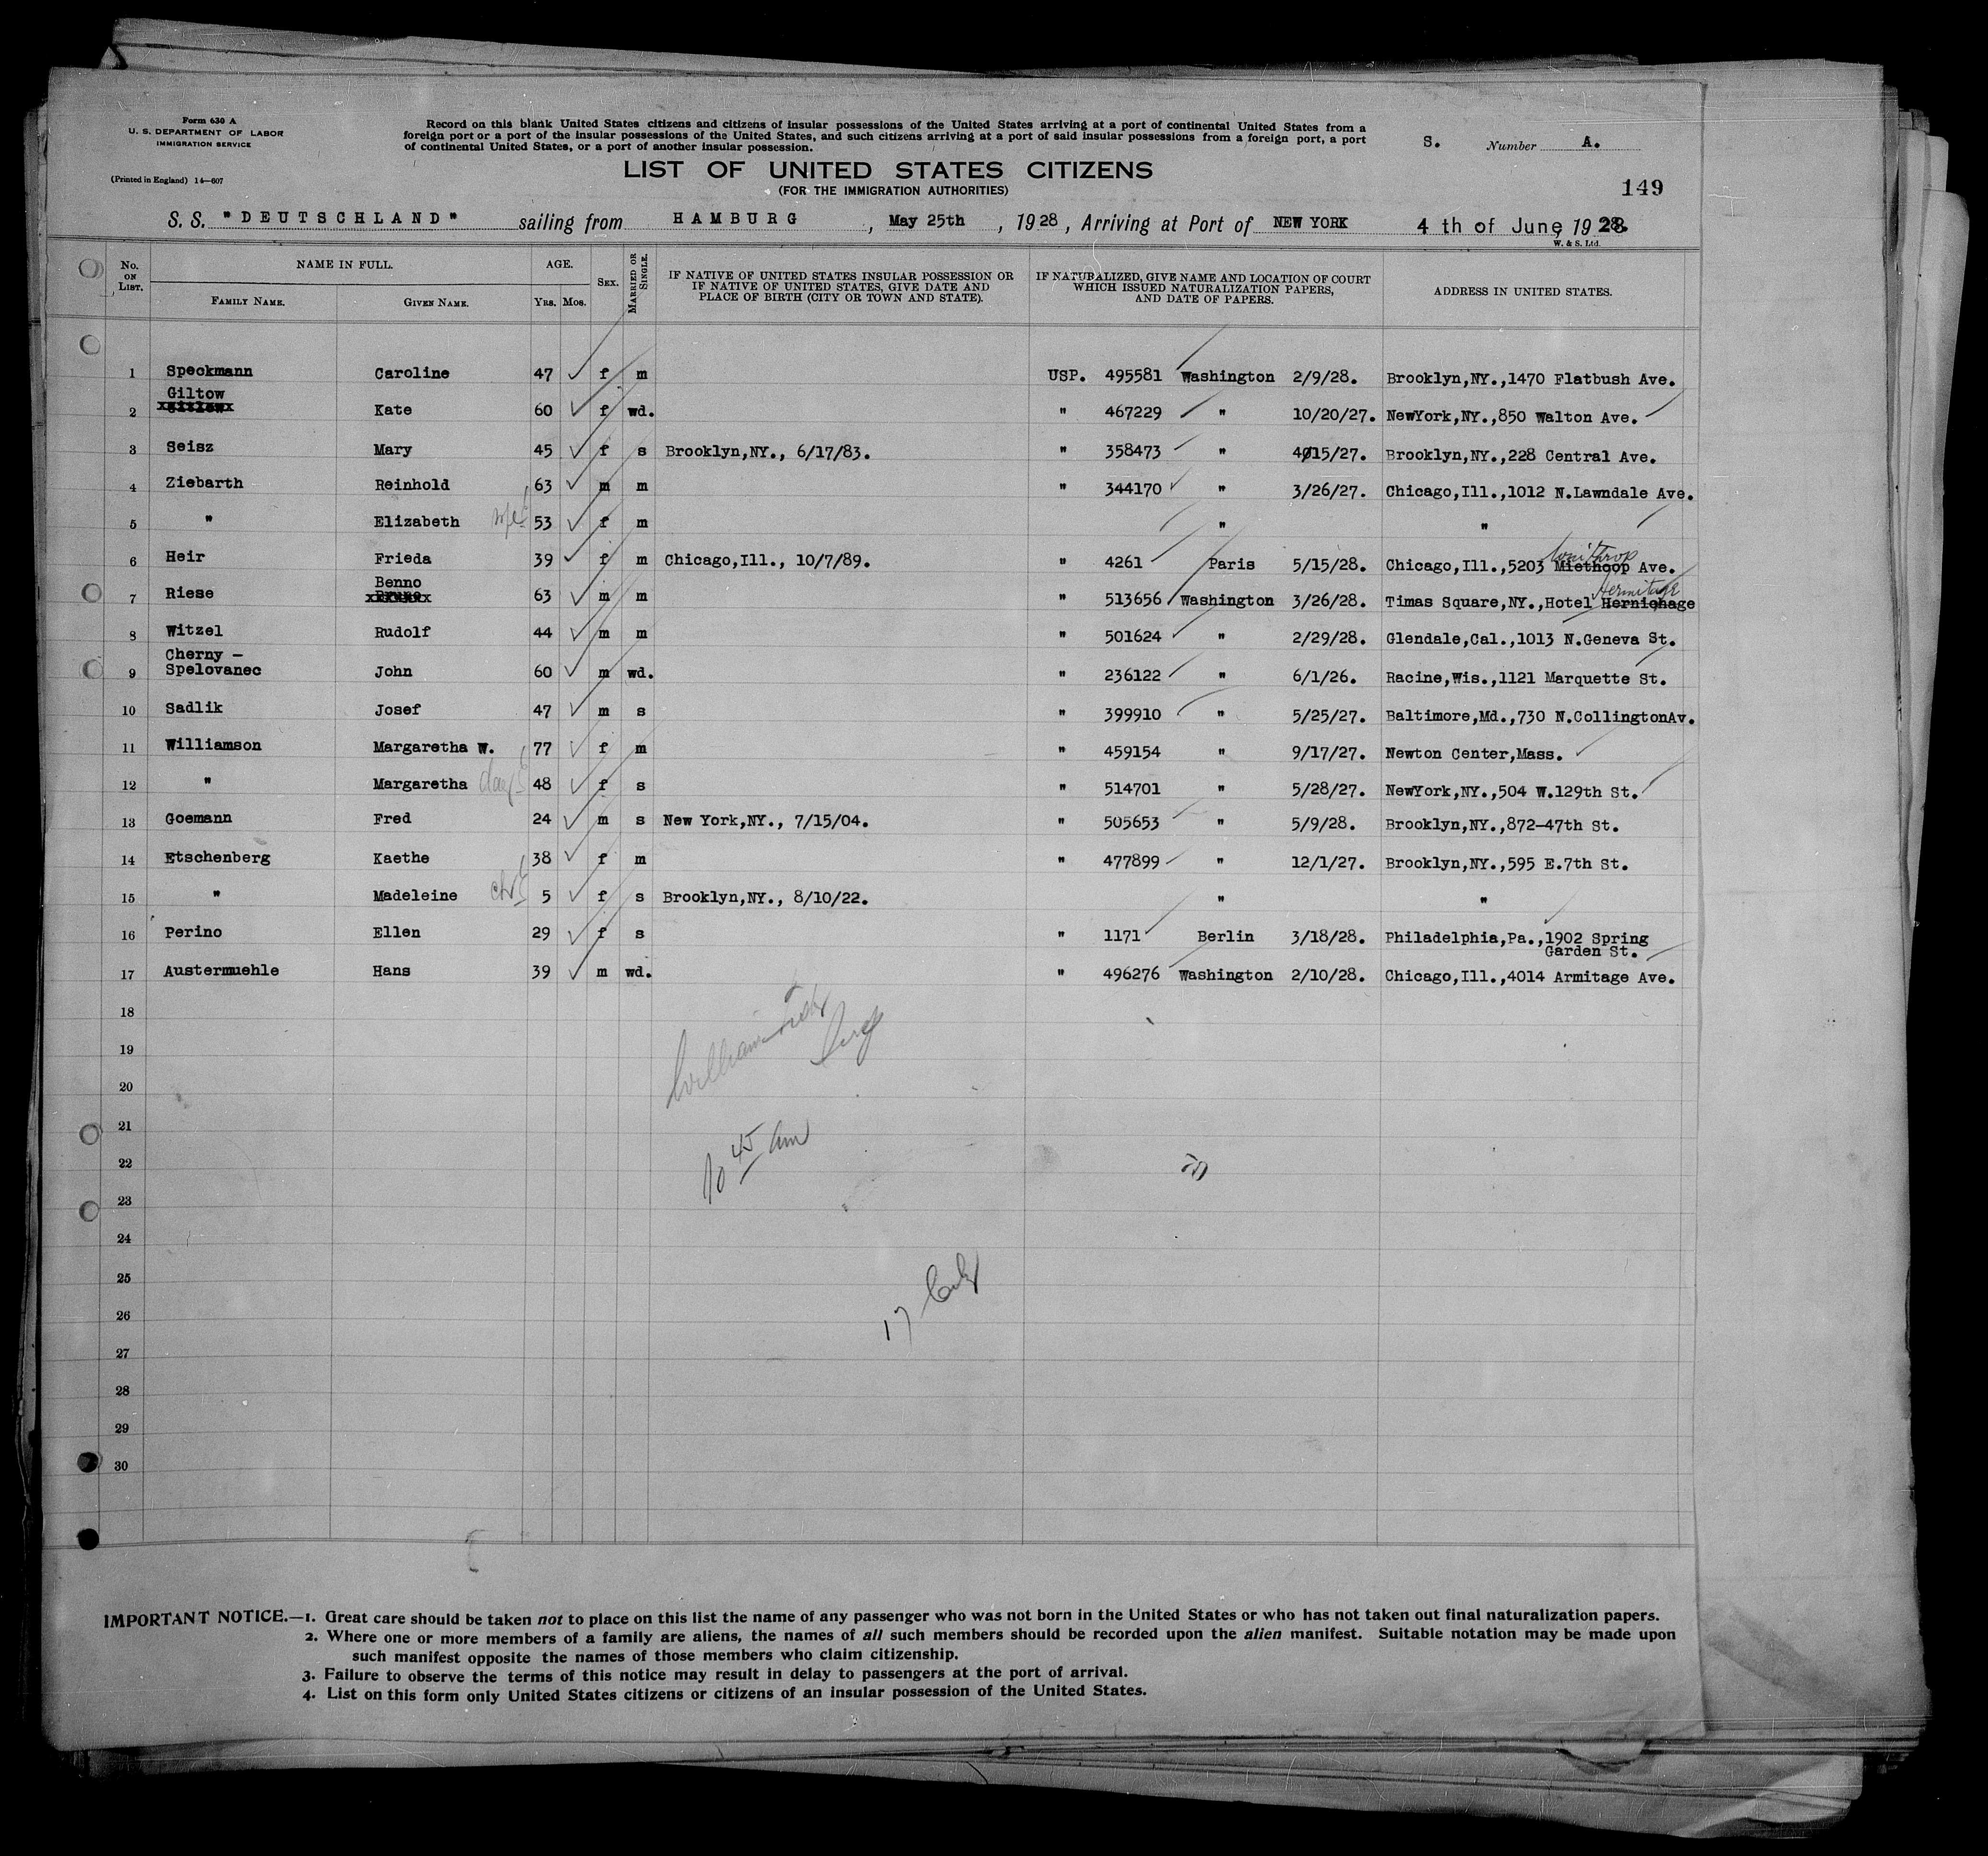 Form 630 A
U. S. DEPARTMENT OF LABOR
IMMIGRATION SERVICE
(Printed in England) 14—607
Record on this blank United States citizens and citizens of insular possessions of the United States arriving at a port of continental United States from a
foreign port or a port of the insular possessions of the United States, and such citizens arriving at a port of said insular possessions from a foreign port, a port
of continental United States, or a port of another insular possession.
S. Number A.
LIST OF UNITED STATES CITIZENS
(FOR THE IMMIGRATION AUTHORITIES)
149
S. S. "DEUTSCHLAND" sailing from HAMBURG, May 25th, 1928, Arriving at Port of NEW YORK 4 th of June, 1928.
W. & S. Ltd.
No. ON LIST. NAME IN FULL. FAMILY NAME. GIVEN NAME. AGE. YRS. MOS. SEX. MARRIED OR SINGLE. IF NATIVE OF UNITED STATES INSULAR POSSESSION OR IF NATIVE OF UNITED STATES, GIVE DATE AND PLACE OF BIRTH (CITY OR TOWN AND STATE). IF NATURALIZED, GIVE NAME AND LOCATION OF COURT WHICH ISSUED NATURALIZATION PAPERS, AND DATE OF PAPERS. ADDRESS IN UNITED STATES.
1 Speckmann Caroline 47 f m USP. 495581 Washington 2/9/28. Brooklyn,NY.,1470 Flatbush Ave.
Giltow
2 Kate 60 f wd. " 467229 " 10/20/27. NewYork,NY.,850 Walton Ave.
3 Seisz Mary 45 f s Brooklyn,NY., 6/17/83. " 358473 " 4/15/27. Brooklyn,NY.,228 Central Ave.
4 Ziebarth Reinhold 63 m m " 344170 " 3/26/27. Chicago,Ill.,1012 N.Lawndale Ave.
5 " Elizabeth 53 f m " "
6 Heir Frieda 39 f m Chicago,Ill., 10/7/89. " 4261 Paris 5/15/28. Chicago,Ill.,5203 Miethoop Winthrop Ave.
Benno
7 Riese Bruno 63 m m " 513656 Washington 3/26/28. Timas Square,NY.,Hotel Herniehage Hermitage
8 Witzel Rudolf 44 m m " 501624 " 2/29/28. Glendale,Cal.,1013 N.Geneva St.
Cherny –
9 Spelovanec John 60 m wd. " 236122 " 6/1/26. Racine,Wis.,1121 Marquette St.
10 Sadlik Josef 47 m s " 399910 " 5/25/27. Baltimore,Md.,730 N.CollingtonAv.
11 Williamson Margaretha W. 77 f m " 459154 " 9/17/27. Newton Center,Mass.
12 " Margaretha 48 f s " 514701 " 5/28/27. NewYork,NY.,504 W.129th St.
13 Goemann Fred 24 m s New York,NY., 7/15/04. " 505653 " 5/9/28. Brooklyn,NY.,872–47th St.
14 Etschenberg Kaethe 38 f m " 477899 " 12/1/27. Brooklyn,NY.,595 E.7th St.
15 " Madeleine 5 f s Brooklyn,NY., 8/10/22. " "
16 Perino Ellen 29 f s " 1171 Berlin 3/18/28. Philadelphia,Pa.,1902 Spring
Garden St.
17 Austermuehle Hans 39 m wd. " 496276 Washington 2/10/28. Chicago,Ill.,4014 Armitage Ave.
18
19
20
21
10 45 am
22
23
24
25
17
26
27
28
29
30
IMPORTANT NOTICE.—1. Great care should be taken not to place on this list the name of any passenger who was not born in the United States or who has not taken out final naturalization papers.
2. Where one or more members of a family are aliens, the names of all such members should be recorded upon the alien manifest. Suitable notation may be made upon
such manifest opposite the names of those members who claim citizenship.
3. Failure to observe the terms of this notice may result in delay to passengers at the port of arrival.
4. List on this form only United States citizens or citizens of an insular possession of the United States.